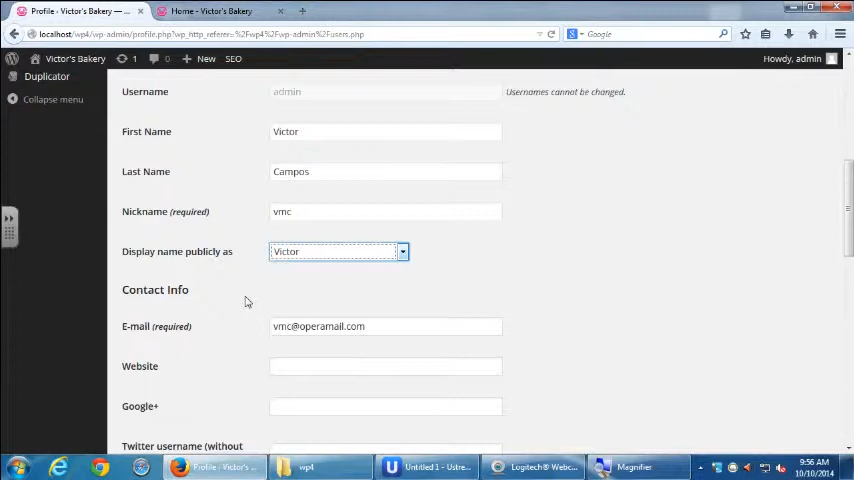 Profile ‹ Victor's Bakery —...
Home - Victor's Bakery
localhost/wp4/wp-admin/profile.php?wp_http_referer=%2Fwp4%2Fwp-admin%2Fusers.php
Google
Victor's Bakery
1
0
New
SEO
Howdy, admin
Duplicator
Collapse menu
Username
admin
Usernames cannot be changed.
First Name
Victor
Last Name
Campos
Nickname (required)
vmc
Display name publicly as
Victor
Contact Info
E-mail (required)
vmc@operamail.com
Website
Google+
Twitter username (without
Profile ‹ Victor's ...
wp4
Untitled 1 - Ustre...
Logitech® Webc...
Magnifier
9:56 AM
10/10/2014